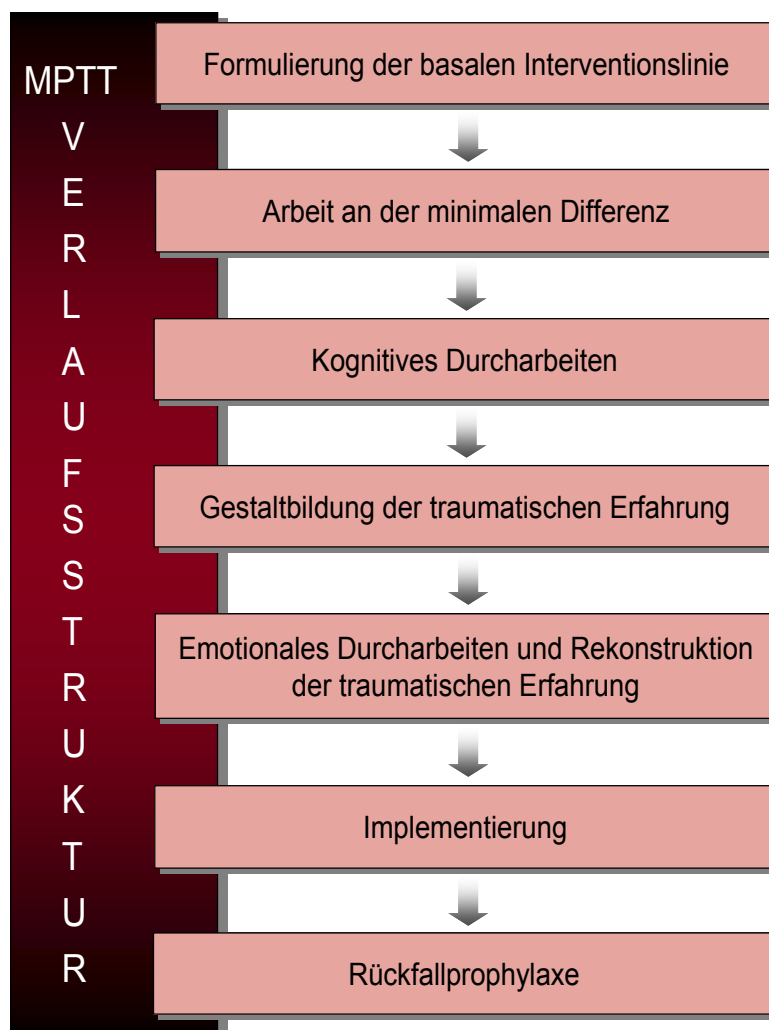 MPTT
V
E
R
L
A
U
F
S
S
T
R
U
K
T
U
R
Formulierung der basalen Interventionslinie
Arbeit an der minimalen Differenz
Kognitives Durcharbeiten
Gestaltbildung der traumatischen Erfahrung
Emotionales Durcharbeiten und Rekonstruktion
der traumatischen Erfahrung
Implementierung
Rückfallprophylaxe